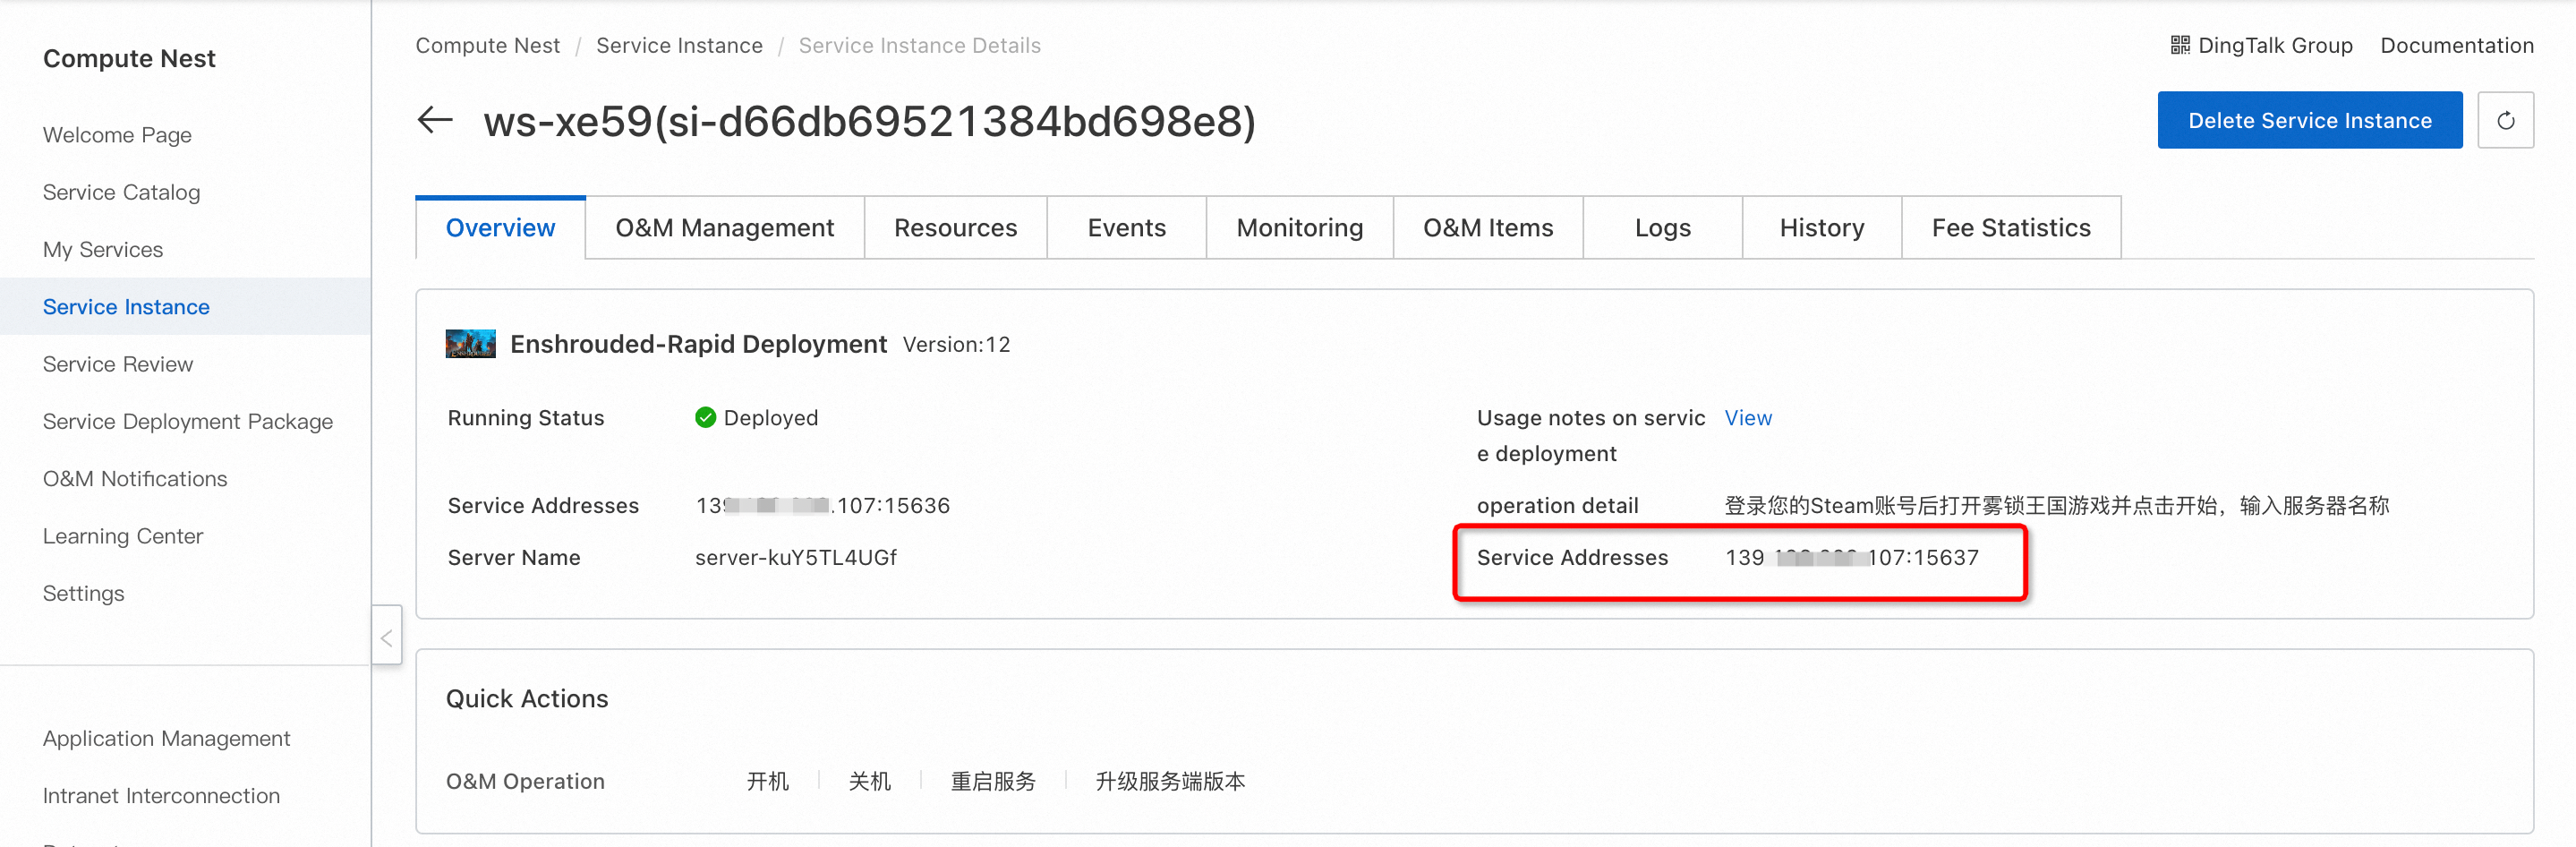 Compute Nest
Welcome Page
Service Catalog
My Services
Service Instance
Service Review
Service Deployment Package
O&M Notifications
Learning Center
Settings
Application Management
Intranet Interconnection
Compute Nest / Service Instance / Service Instance Details
DingTalk Group Documentation
ws-xe59(si-d66db69521384bd698e8)
Delete Service Instance
Overview O&M Management Resources Events Monitoring O&M Items Logs History Fee Statistics
Enshrouded-Rapid Deployment Version:12
Running Status Deployed
Usage notes on servic View
e deployment
Service Addresses .107:15636
operation detail 登录您的Steam账号后打开雾锁王国游戏并点击开始，输入服务器名称
Server Name server-kuY5TL4UGf
Service Addresses 139 107:15637
Quick Actions
O&M Operation 开机 关机 重启服务 升级服务端版本